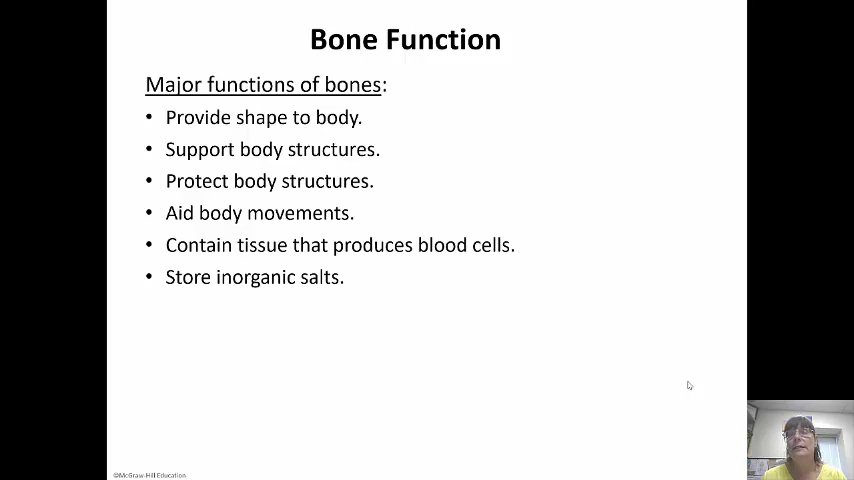 Bone Function
Major functions of bones:
• Provide shape to body.
• Support body structures.
• Protect body structures.
• Aid body movements.
• Contain tissue that produces blood cells.
• Store inorganic salts.
©McGraw-Hill Education